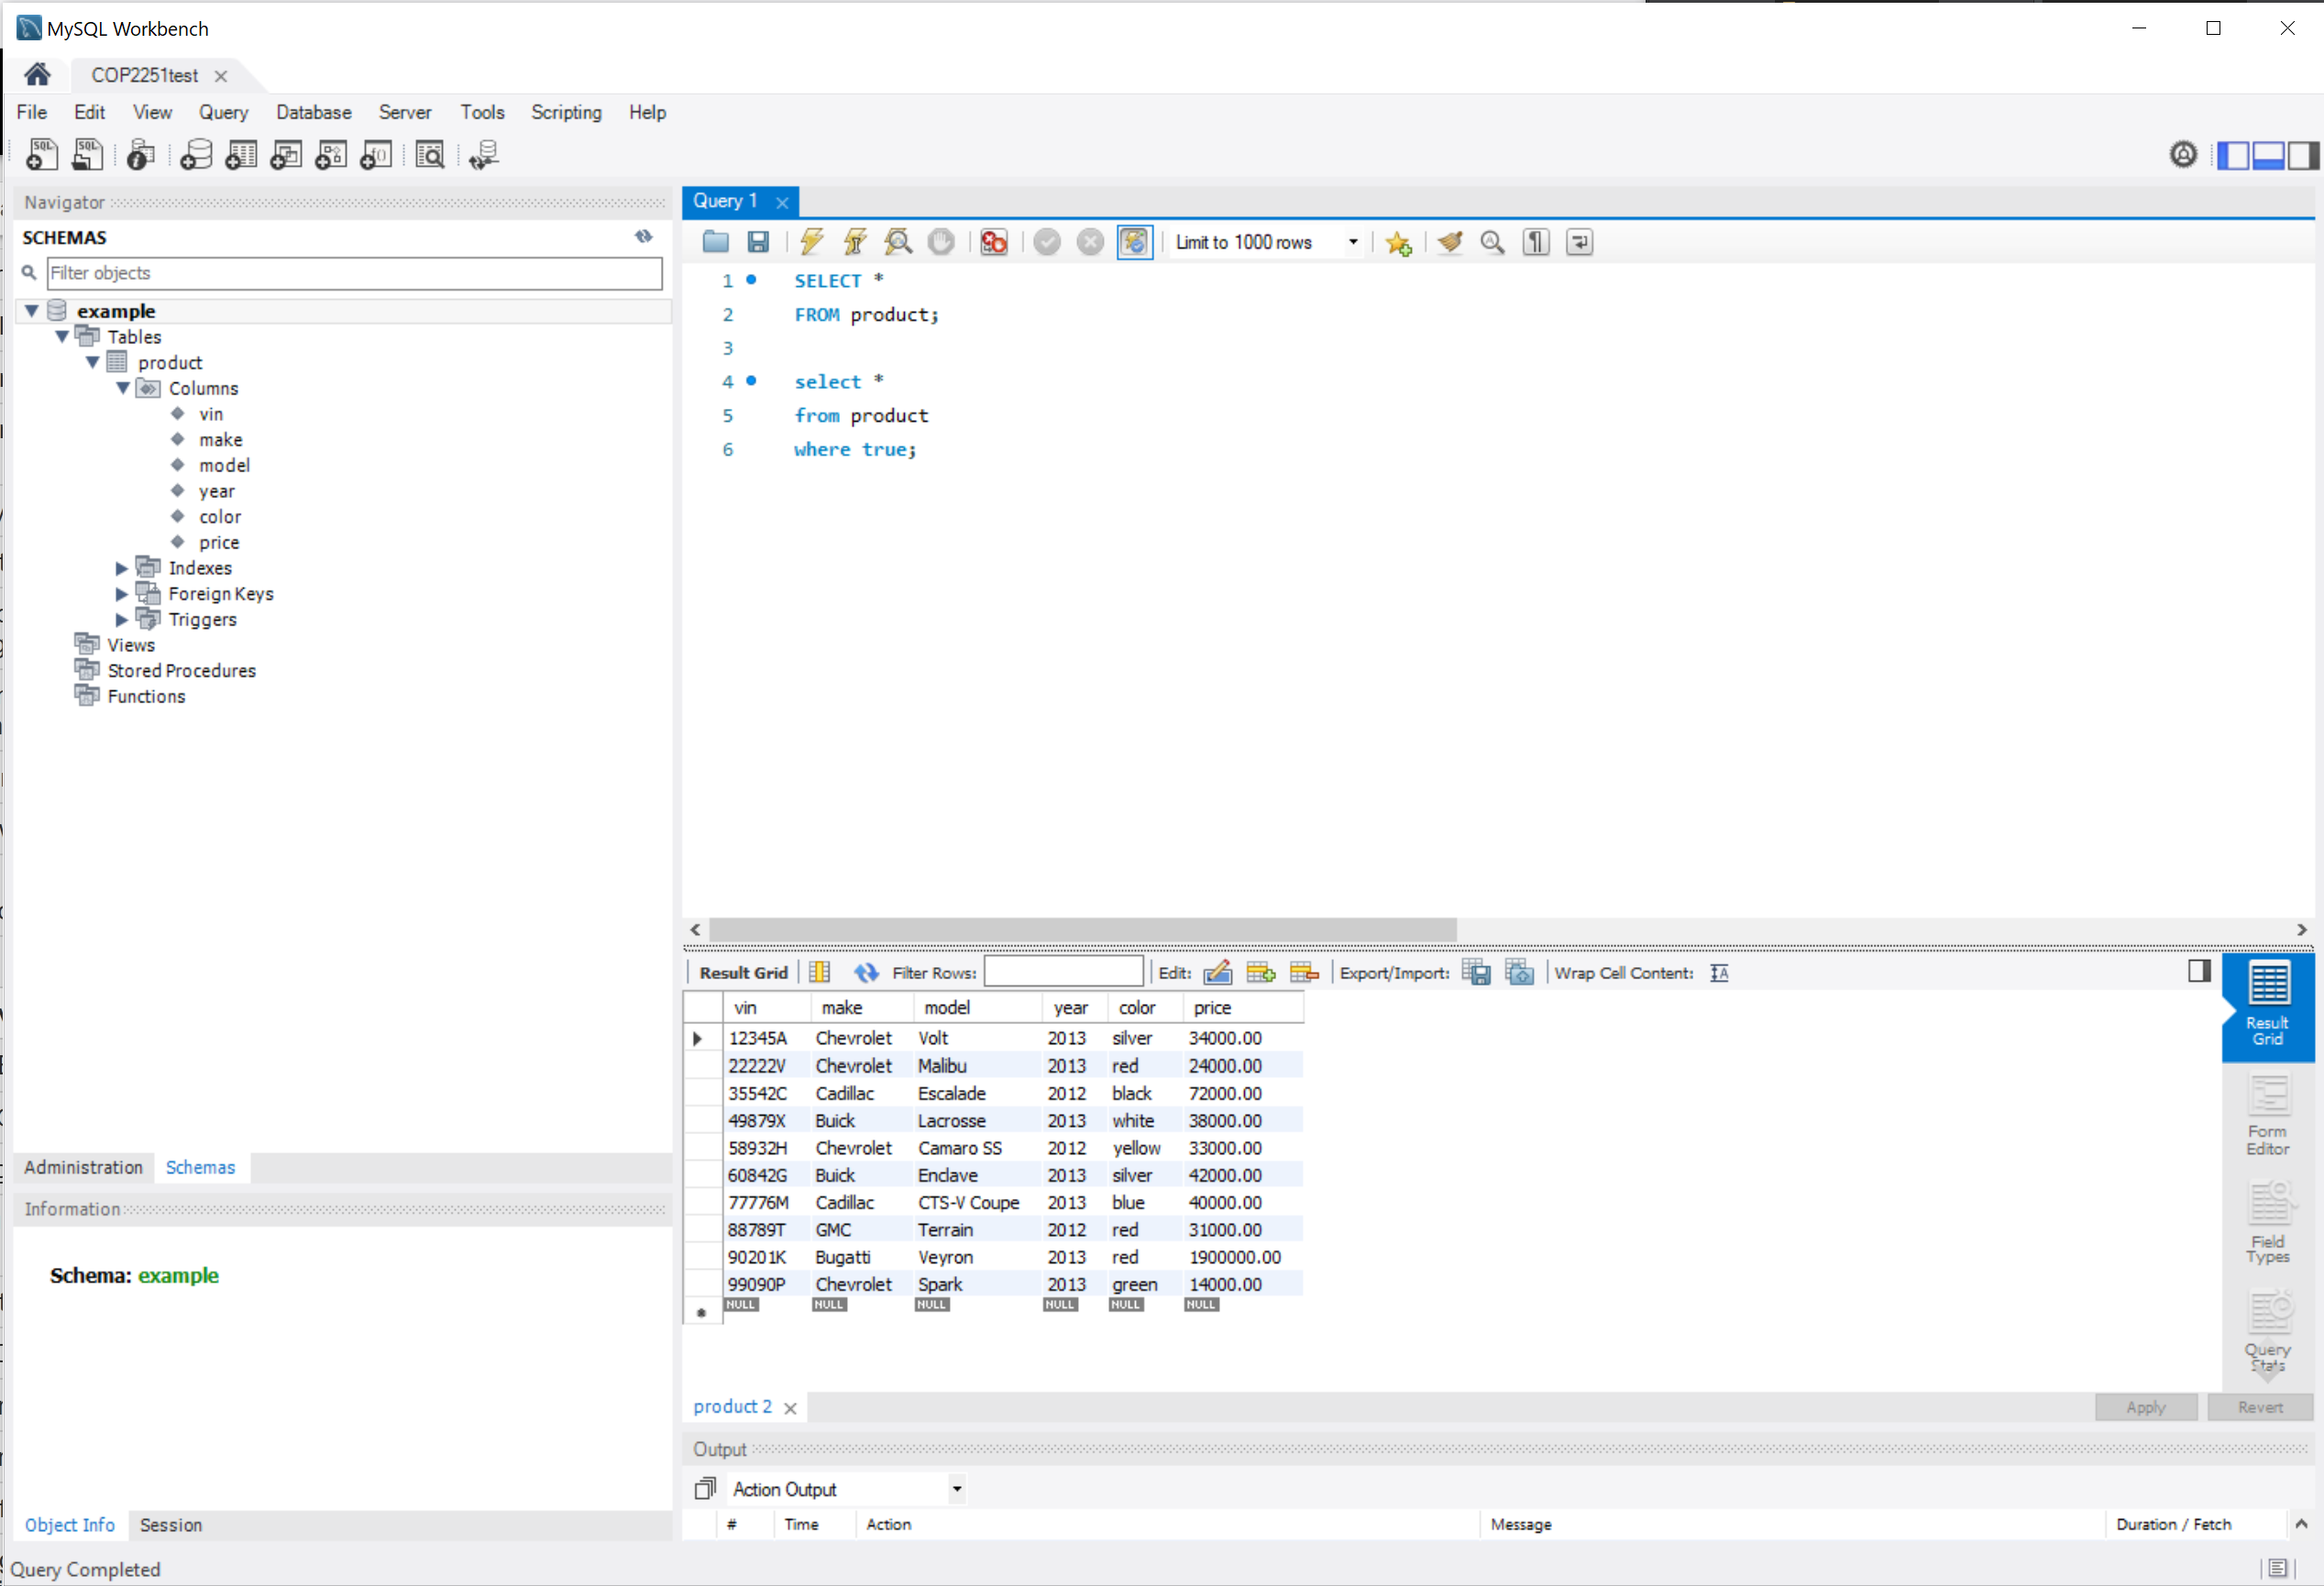 MySQL Workbench
COP2251test
File Edit View Query Database Server Tools Scripting Help
Navigator
SCHEMAS
Filter objects
example
Tables
product
Columns
vin
make
model
year
color
price
Indexes
Foreign Keys
Triggers
Views
Stored Procedures
Functions
Administration Schemas
Information
Schema: example
Object Info Session
Query 1
Limit to 1000 rows
1 SELECT *
2 FROM product;
3
4 select *
5 from product
6 where true;
Result Grid Filter Rows: Edit: Export/Import: Wrap Cell Content:
vin make model year color price
12345A Chevrolet Volt 2013 silver 34000.00
22222V Chevrolet Malibu 2013 red 24000.00
35542C Cadillac Escalade 2012 black 72000.00
49879X Buick Lacrosse 2013 white 38000.00
58932H Chevrolet Camaro SS 2012 yellow 33000.00
60842G Buick Enclave 2013 silver 42000.00
77776M Cadillac CTS-V Coupe 2013 blue 40000.00
88789T GMC Terrain 2012 red 31000.00
90201K Bugatti Veyron 2013 red 1900000.00
99090P Chevrolet Spark 2013 green 14000.00
NULL NULL NULL NULL NULL NULL
Result
Grid
Form
Editor
Field
Types
Query
Stats
product 2
Apply Revert
Output
Action Output
# Time Action Message Duration / Fetch
Query Completed